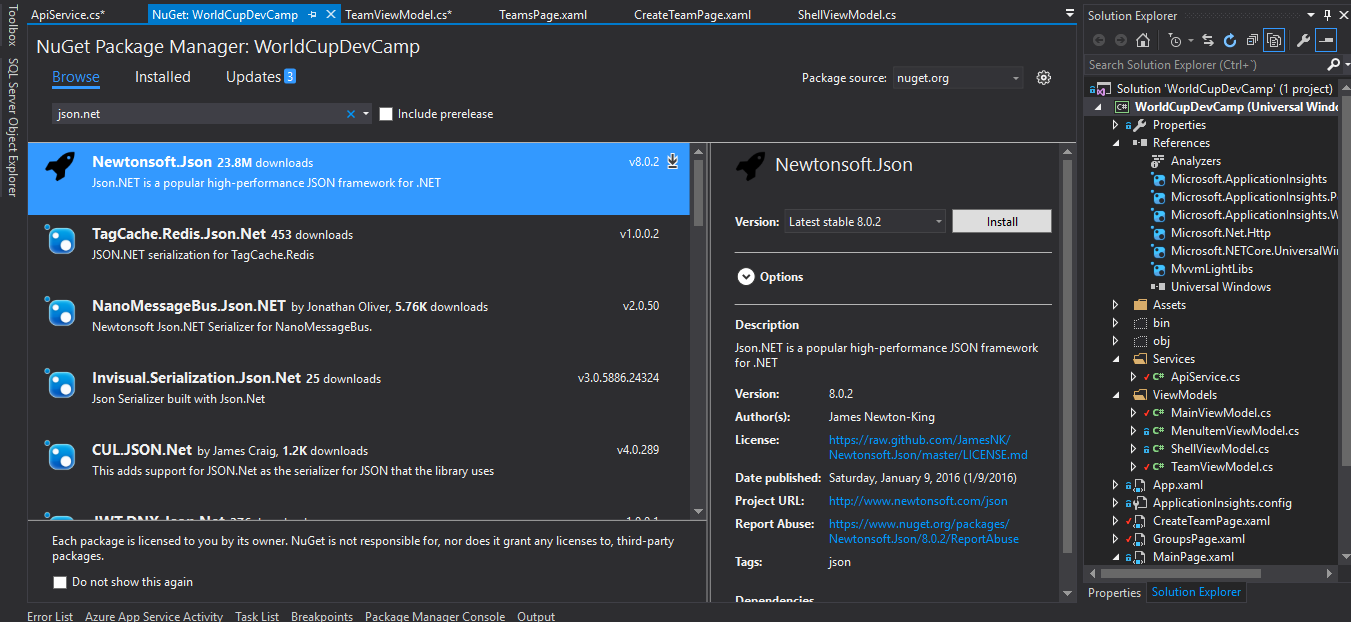 Toolbox
SQL Server Object Explorer
ApiService.cs*
NuGet: WorldCupDevCamp
TeamViewModel.cs*
TeamsPage.xaml
CreateTeamPage.xaml
ShellViewModel.cs
NuGet Package Manager: WorldCupDevCamp
Browse
Installed
Updates 3
Package source: nuget.org
json.net
Include prerelease
Newtonsoft.Json 23.8M downloads
v8.0.2
Json.NET is a popular high-performance JSON framework for .NET
TagCache.Redis.Json.Net 453 downloads
v1.0.0.2
JSON.NET serialization for TagCache.Redis
NanoMessageBus.Json.NET by Jonathan Oliver, 5.76K downloads
v2.0.50
Newtonsoft Json.NET Serializer for NanoMessageBus.
Invisual.Serialization.Json.Net 25 downloads
v3.0.5886.24324
Json Serializer built with Json.Net
CUL.JSON.Net by James Craig, 1.2K downloads
v4.0.289
This adds support for JSON.Net as the serializer for JSON that the library uses
Each package is licensed to you by its owner. NuGet is not responsible for, nor does it grant any licenses to, third-party
packages.
Do not show this again
Newtonsoft.Json
Version: Latest stable 8.0.2
Install
Options
Description
Json.NET is a popular high-performance JSON framework
for .NET
Version: 8.0.2
Author(s): James Newton-King
License: https://raw.github.com/JamesNK/
Newtonsoft.Json/master/LICENSE.md
Date published: Saturday, January 9, 2016 (1/9/2016)
Project URL: http://www.newtonsoft.com/json
Report Abuse: https://www.nuget.org/packages/
Newtonsoft.Json/8.0.2/ReportAbuse
Tags: json
Dependencies
Solution Explorer
Search Solution Explorer (Ctrl+¨)
Solution 'WorldCupDevCamp' (1 project)
C# WorldCupDevCamp (Universal Windo
Properties
References
Analyzers
Microsoft.ApplicationInsights
Microsoft.ApplicationInsights.P
Microsoft.ApplicationInsights.W
Microsoft.Net.Http
Microsoft.NETCore.UniversalWin
MvvmLightLibs
Universal Windows
Assets
bin
obj
Services
C# ApiService.cs
ViewModels
C# MainViewModel.cs
C# MenuItemViewModel.cs
C# ShellViewModel.cs
C# TeamViewModel.cs
App.xaml
ApplicationInsights.config
CreateTeamPage.xaml
GroupsPage.xaml
MainPage.xaml
Properties
Solution Explorer
Error List
Azure App Service Activity
Task List
Breakpoints
Package Manager Console
Output